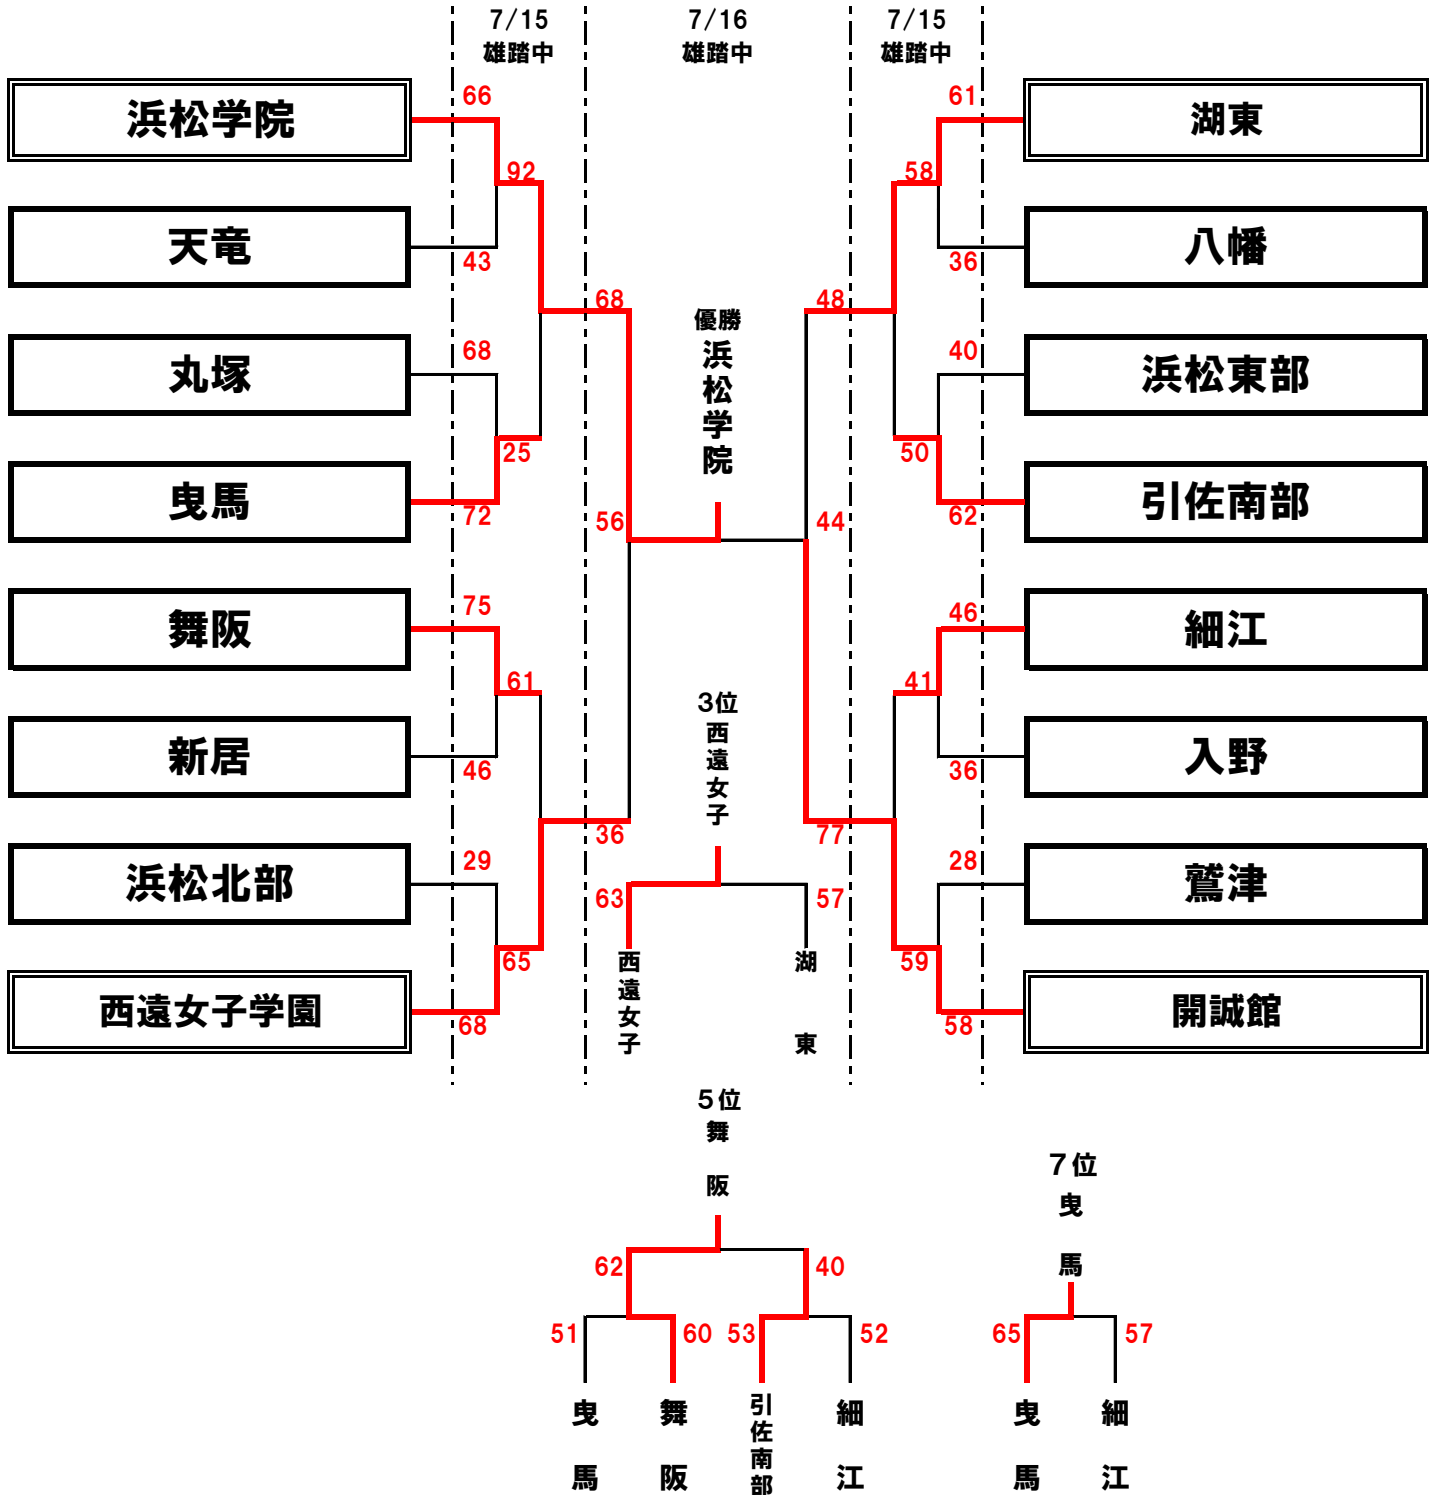 7/15
雄踏中
7/16
雄踏中
7/15
雄踏中
66
61
浜松学院
湖東
92
58
天竜
八幡
43
36
68
48
優勝
浜松学院
68
40
丸塚
浜松東部
25
50
曳馬
引佐南部
72
62
56
44
75
46
舞阪
細江
61
41
3位
西遠女子
新居
入野
46
36
36
77
29
28
浜松北部
鷲津
63
57
65
59
西遠女子
湖東
西遠女子学園
開誠館
68
58
5位
舞阪
7位
曳馬
62
40
51
60
53
52
65
57
曳馬
舞阪
引佐南部
細江
曳馬
細江